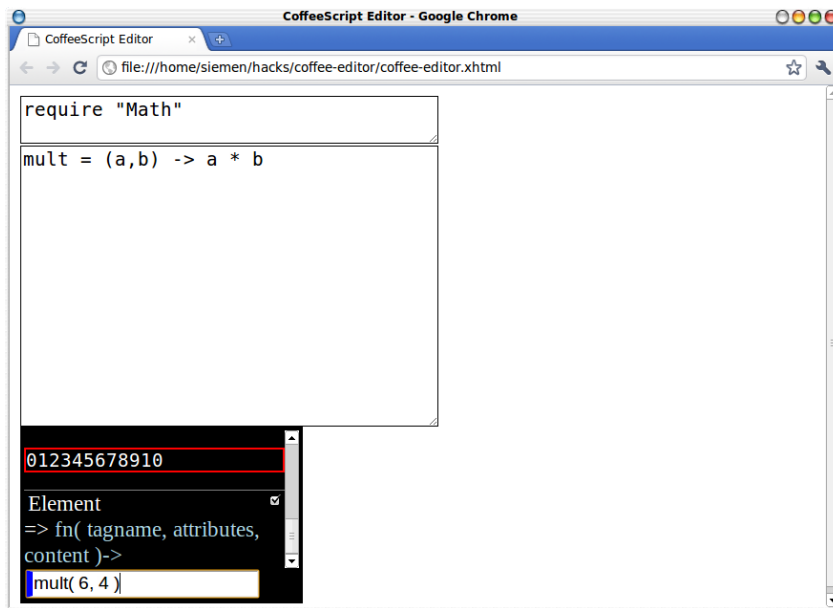 CoffeeScript Editor - Google Chrome
CoffeeScript Editor
file:///home/siemen/hacks/coffee-editor/coffee-editor.xhtml
require "Math"
mult = (a,b) -> a * b
012345678910
Element
=> fn( tagname, attributes,
content )->
mult( 6, 4 )